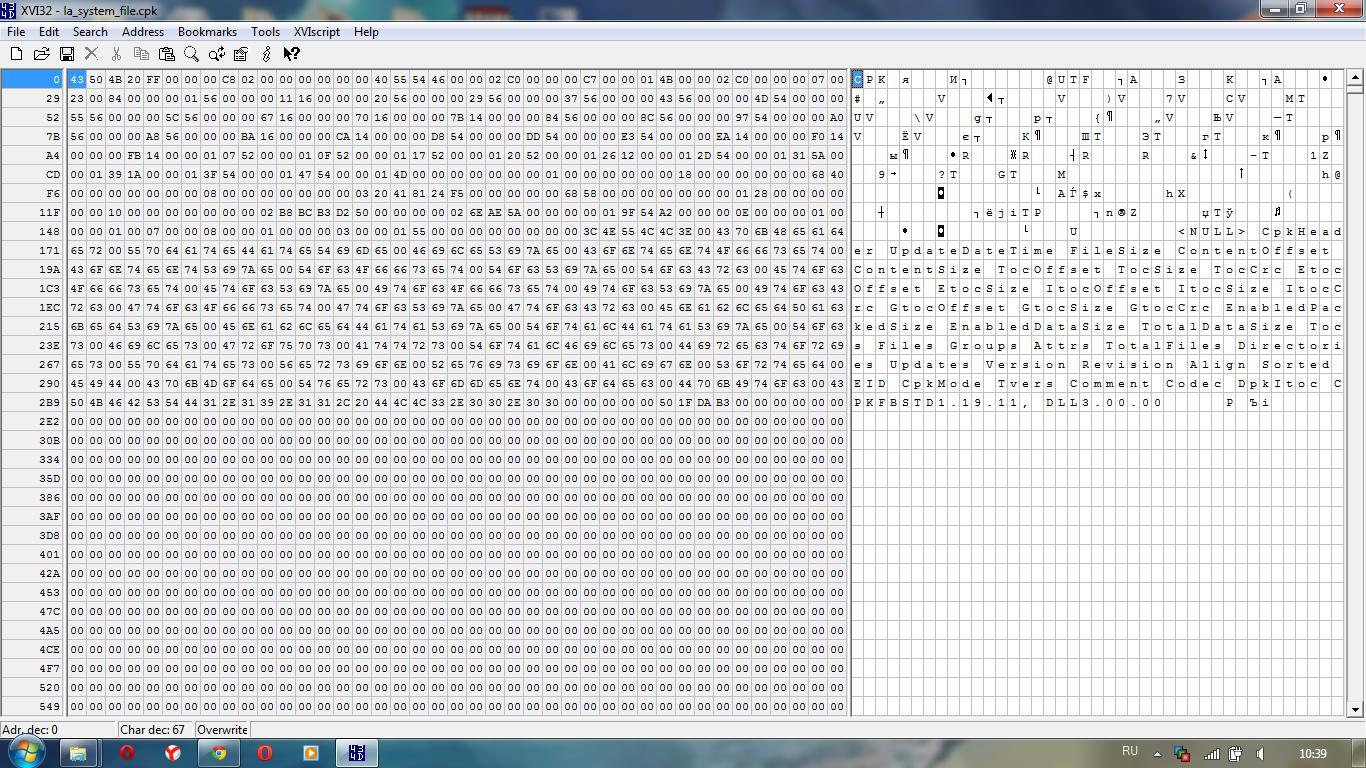 XVI32 - la_system_file.cpk
File Edit Search Address Bookmarks Tools XVIscript Help
0 43 50 4B 20 FF 00 00 00 C8 02 00 00 00 00 00 00 40 55 54 46 00 00 02 C0 00 00 00 C7 00 00 01 4B 00 00 02 C0 00 00 00 07 00 C P K я И ┐ @ U T F ┐ А З К ┐ А •
29 23 00 84 00 00 00 01 56 00 00 00 11 16 00 00 00 20 56 00 00 00 29 56 00 00 00 37 56 00 00 00 43 56 00 00 00 4D 54 00 00 # „ V ◄ ┬ V ) V 7 V C V M T
52 55 56 00 00 00 5C 56 00 00 00 67 16 00 00 00 70 16 00 00 00 7B 14 00 00 00 84 56 00 00 00 8C 56 00 00 00 97 54 00 00 00 A0 U V \ V g ┬ p ┬ { ¶ „ V Њ V — T
7B 56 00 00 00 A8 56 00 00 00 BA 16 00 00 00 CA 14 00 00 00 D8 54 00 00 00 DD 54 00 00 00 E3 54 00 00 00 EA 14 00 00 00 F0 14 V Ё V є ┬ К ¶ Ш T Э T г T к ¶ р ¶
A4 00 00 00 FB 14 00 00 01 07 52 00 00 01 0F 52 00 00 01 17 52 00 00 01 20 52 00 00 01 26 12 00 00 01 2D 54 00 00 01 31 5A 00 ы ¶ • R R ┤ R R & ↕ - T 1 Z
CD 00 01 39 1A 00 00 01 3F 54 00 00 01 47 54 00 00 01 4D 00 00 00 00 00 00 01 00 00 00 00 00 00 18 00 00 00 00 00 00 68 40 9 → ? T G T M ↑ h @
F6 00 00 00 00 00 00 00 08 00 00 00 00 00 03 20 41 81 24 F5 00 00 00 00 00 00 68 58 00 00 00 00 01 28 00 00 00 ◘ └ A Ѓ $ х h X (
11F 00 00 10 00 00 00 00 00 00 02 B8 BC B3 D2 50 00 00 00 00 02 6E AE 5A 00 00 00 00 01 9F 54 A2 00 00 00 0E 00 00 00 01 00
148 00 00 01 00 07 00 08 00 00 01 00 00 00 00 03 00 01 55 00 00 00 00 00 00 00 3C 4E 55 4C 4C 3E 00 43 70 6B 48 65 61 64 • ◘ └ U < N U L L > C p k H e a d
171 65 72 00 55 70 64 61 74 65 44 61 74 65 54 69 6D 65 00 46 69 6C 65 53 69 7A 65 00 43 6F 6E 74 65 6E 74 4F 66 66 73 65 74 00 e r U p d a t e D a t e T i m e F i l e S i z e C o n t e n t O f f s e t
19A 43 6F 6E 74 65 6E 74 53 69 7A 65 00 54 6F 63 4F 66 66 73 65 74 00 54 6F 63 53 69 7A 65 00 54 6F 63 43 72 63 00 45 74 6F 63 C o n t e n t S i z e T o c O f f s e t T o c S i z e T o c C r c E t o c
1C3 4F 66 66 73 65 74 00 45 74 6F 63 53 69 7A 65 00 49 74 6F 63 4F 66 66 73 65 74 00 49 74 6F 63 53 69 7A 65 00 49 74 6F 63 43 O f f s e t E t o c S i z e I t o c O f f s e t I t o c S i z e I t o c C
1EC 72 63 00 47 74 6F 63 4F 66 66 73 65 74 00 47 74 6F 63 53 69 7A 65 00 47 74 6F 63 43 72 63 00 45 6E 61 62 6C 65 64 50 61 63 r c G t o c O f f s e t G t o c S i z e G t o c C r c E n a b l e d P a c
215 6B 65 64 53 69 7A 65 00 45 6E 61 62 6C 65 64 44 61 74 61 53 69 7A 65 00 54 6F 74 61 6C 44 61 74 61 53 69 7A 65 00 54 6F 63 k e d S i z e E n a b l e d D a t a S i z e T o t a l D a t a S i z e T o c
23E 73 00 46 69 6C 65 73 00 47 72 6F 75 70 73 00 41 74 74 72 73 00 54 6F 74 61 6C 46 69 6C 65 73 00 44 69 72 65 63 74 6F 72 69 s F i l e s G r o u p s A t t r s T o t a l F i l e s D i r e c t o r i
267 65 73 00 55 70 64 61 74 65 73 00 56 65 72 73 69 6F 6E 00 52 65 76 69 73 69 6F 6E 00 41 6C 69 67 6E 00 53 6F 72 74 65 64 00 e s U p d a t e s V e r s i o n R e v i s i o n A l i g n S o r t e d
290 45 49 44 00 43 70 6B 4D 6F 64 65 00 54 76 65 72 73 00 43 6F 6D 6D 65 6E 74 00 43 6F 64 65 63 00 44 70 6B 49 74 6F 63 00 43 E I D C p k M o d e T v e r s C o m m e n t C o d e c D p k I t o c C
2B9 50 4B 46 42 53 54 44 31 2E 31 39 2E 31 31 2C 20 44 4C 4C 33 2E 30 30 2E 30 30 00 00 00 00 00 50 1F DA B3 00 00 00 00 00 00 P K F B S T D 1 . 1 9 . 1 1 , D L L 3 . 0 0 . 0 0 P Ъ і
2E2 00 00 00 00 00 00 00 00 00 00 00 00 00 00 00 00 00 00 00 00 00 00 00 00 00 00 00 00 00 00 00 00 00 00 00 00 00 00 00 00 00
30B 00 00 00 00 00 00 00 00 00 00 00 00 00 00 00 00 00 00 00 00 00 00 00 00 00 00 00 00 00 00 00 00 00 00 00 00 00 00 00 00 00
334 00 00 00 00 00 00 00 00 00 00 00 00 00 00 00 00 00 00 00 00 00 00 00 00 00 00 00 00 00 00 00 00 00 00 00 00 00 00 00 00 00
35D 00 00 00 00 00 00 00 00 00 00 00 00 00 00 00 00 00 00 00 00 00 00 00 00 00 00 00 00 00 00 00 00 00 00 00 00 00 00 00 00 00
386 00 00 00 00 00 00 00 00 00 00 00 00 00 00 00 00 00 00 00 00 00 00 00 00 00 00 00 00 00 00 00 00 00 00 00 00 00 00 00 00 00
3AF 00 00 00 00 00 00 00 00 00 00 00 00 00 00 00 00 00 00 00 00 00 00 00 00 00 00 00 00 00 00 00 00 00 00 00 00 00 00 00 00 00
3D8 00 00 00 00 00 00 00 00 00 00 00 00 00 00 00 00 00 00 00 00 00 00 00 00 00 00 00 00 00 00 00 00 00 00 00 00 00 00 00 00 00
401 00 00 00 00 00 00 00 00 00 00 00 00 00 00 00 00 00 00 00 00 00 00 00 00 00 00 00 00 00 00 00 00 00 00 00 00 00 00 00 00 00
42A 00 00 00 00 00 00 00 00 00 00 00 00 00 00 00 00 00 00 00 00 00 00 00 00 00 00 00 00 00 00 00 00 00 00 00 00 00 00 00 00 00
453 00 00 00 00 00 00 00 00 00 00 00 00 00 00 00 00 00 00 00 00 00 00 00 00 00 00 00 00 00 00 00 00 00 00 00 00 00 00 00 00 00
47C 00 00 00 00 00 00 00 00 00 00 00 00 00 00 00 00 00 00 00 00 00 00 00 00 00 00 00 00 00 00 00 00 00 00 00 00 00 00 00 00 00
4A5 00 00 00 00 00 00 00 00 00 00 00 00 00 00 00 00 00 00 00 00 00 00 00 00 00 00 00 00 00 00 00 00 00 00 00 00 00 00 00 00 00
4CE 00 00 00 00 00 00 00 00 00 00 00 00 00 00 00 00 00 00 00 00 00 00 00 00 00 00 00 00 00 00 00 00 00 00 00 00 00 00 00 00 00
4F7 00 00 00 00 00 00 00 00 00 00 00 00 00 00 00 00 00 00 00 00 00 00 00 00 00 00 00 00 00 00 00 00 00 00 00 00 00 00 00 00 00
520 00 00 00 00 00 00 00 00 00 00 00 00 00 00 00 00 00 00 00 00 00 00 00 00 00 00 00 00 00 00 00 00 00 00 00 00 00 00 00 00 00
549 00 00 00 00 00 00 00 00 00 00 00 00 00 00 00 00 00 00 00 00 00 00 00 00 00 00 00 00 00 00 00 00 00 00 00 00 00 00 00 00 00
Adr. dec: 0 Char dec: 67 Overwrite
RU 10:39